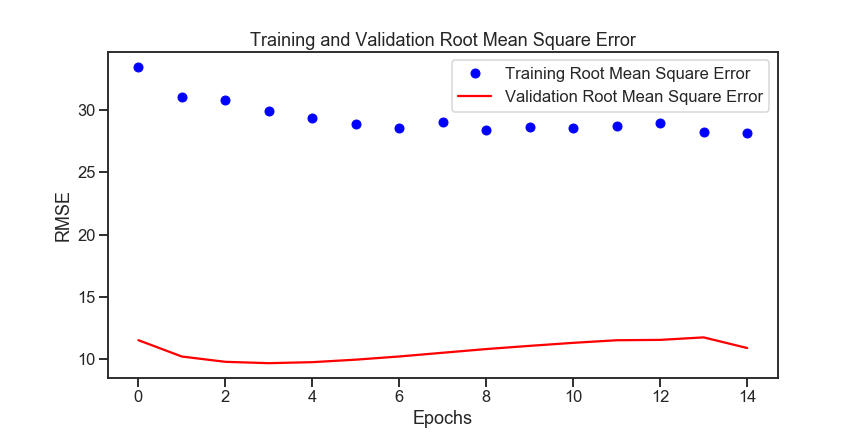 Training and Validation Root Mean Square Error
Training Root Mean Square Error
Validation Root Mean Square Error
RMSE
30
25
20
15
10
0 2 4 6 8 10 12 14
Epochs